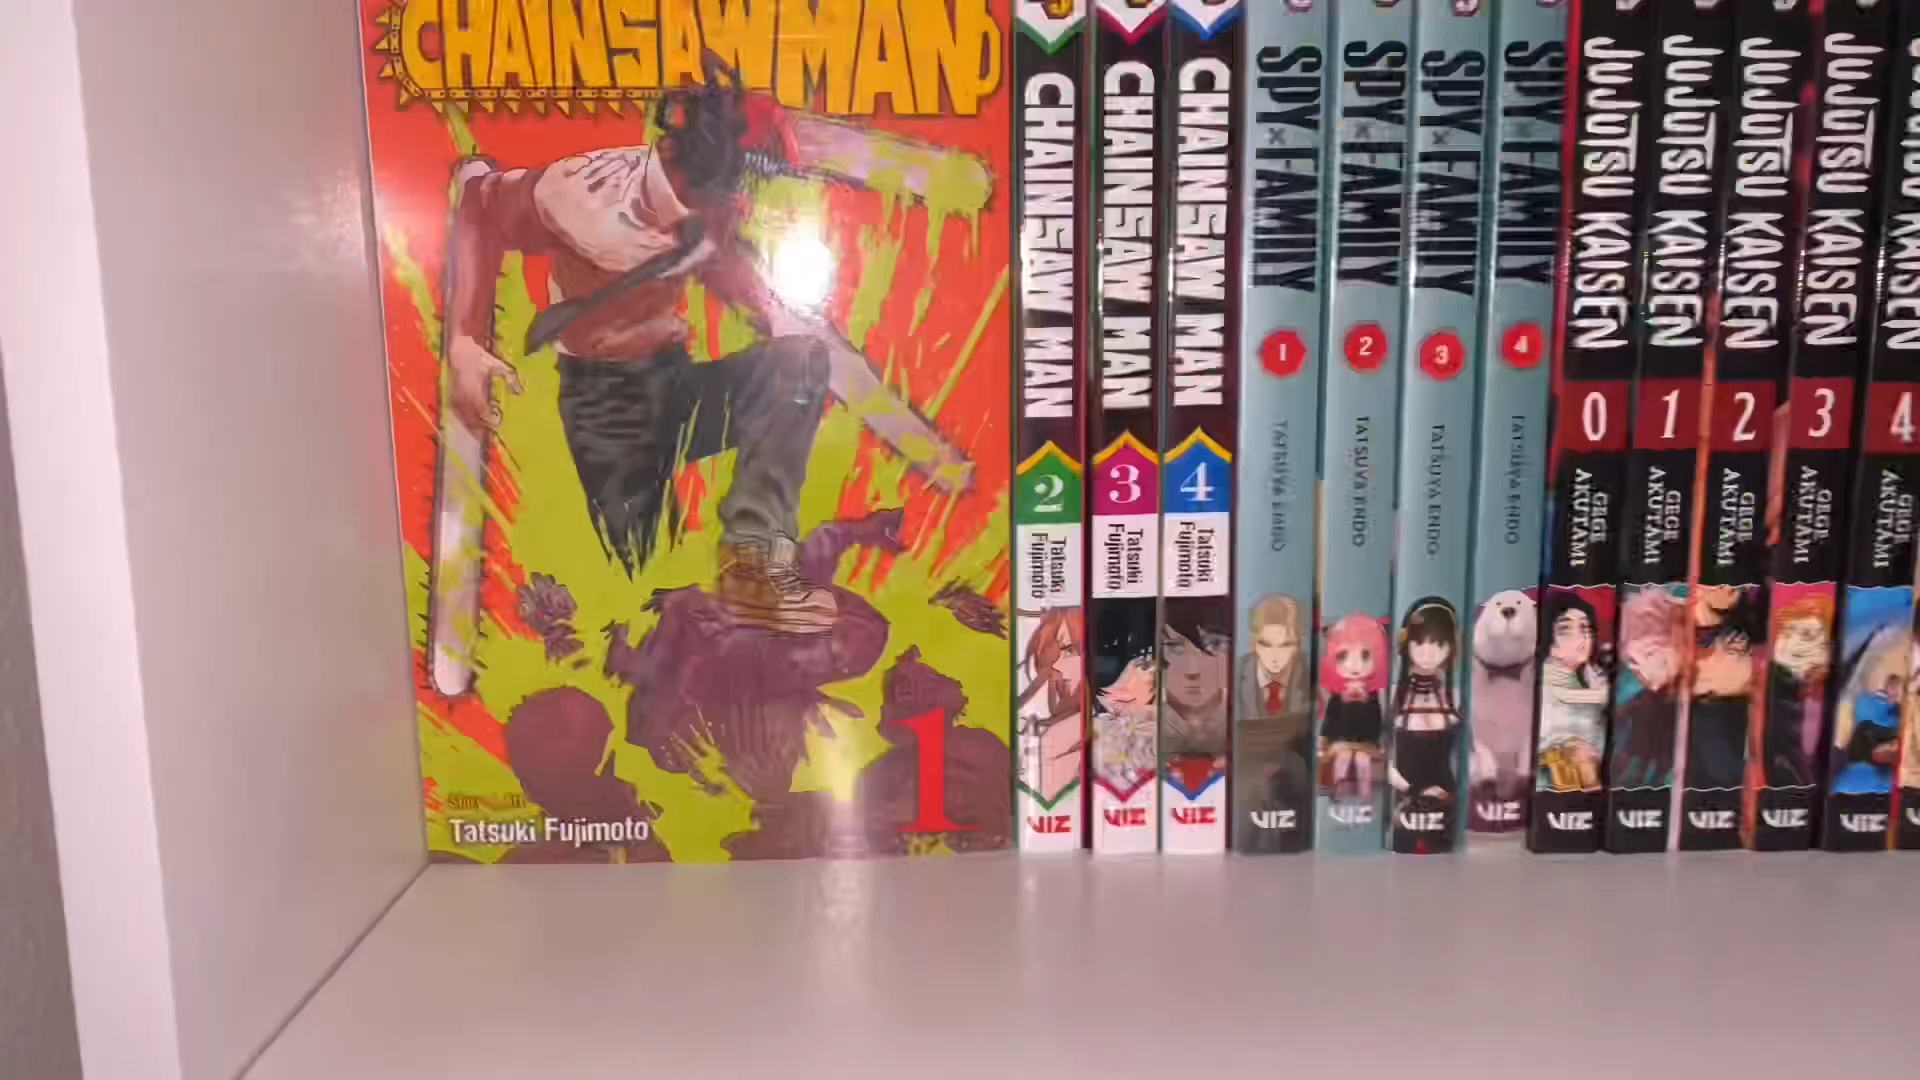 CHAINSAW MAN
1
Tatsuki Fujimoto
CHAINSAW MAN
2
Tatsuki
Fujimoto
VIZ
CHAINSAW MAN
3
Tatsuki
Fujimoto
VIZ
CHAINSAW MAN
4
Tatsuki
Fujimoto
VIZ
SPY×FAMILY
1
TATSUYA ENDO
VIZ
SPY×FAMILY
2
TATSUYA ENDO
VIZ
SPY×FAMILY
3
TATSUYA ENDO
VIZ
SPY×FAMILY
4
TATSUYA ENDO
VIZ
JUJUTSU KAISEN
0
GEGE
AKUTAMI
VIZ
JUJUTSU KAISEN
1
GEGE
AKUTAMI
VIZ
JUJUTSU KAISEN
2
GEGE
AKUTAMI
VIZ
JUJUTSU KAISEN
3
GEGE
AKUTAMI
VIZ
JUJUTSU KAISEN
4
GEGE
AKUTAMI
VIZ